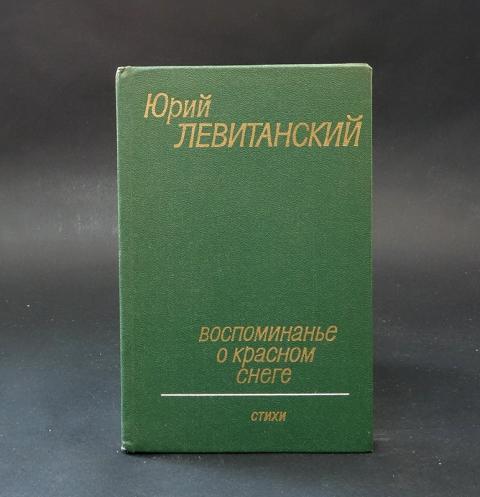 Юрий
ЛЕВИТАНСКИЙ
воспоминанье
о красном
снеге
стихи